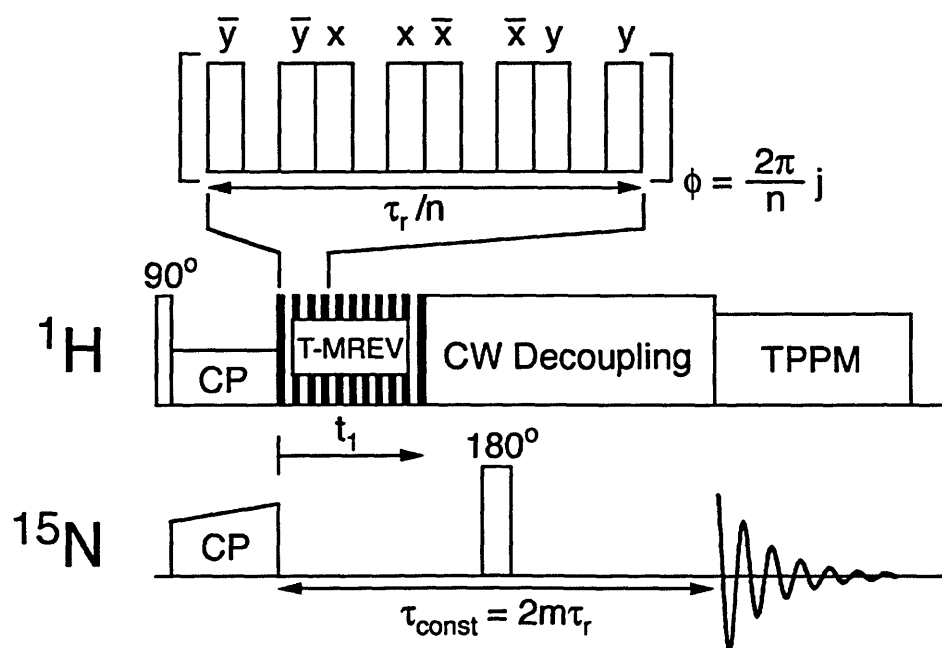 ȳ ȳ x x x̄ x̄ y y
τr /n
ϕ = 2π/n j
90°
¹H
CP
T-MREV
CW Decoupling
TPPM
t₁
180°
¹⁵N
CP
τconst = 2mτr